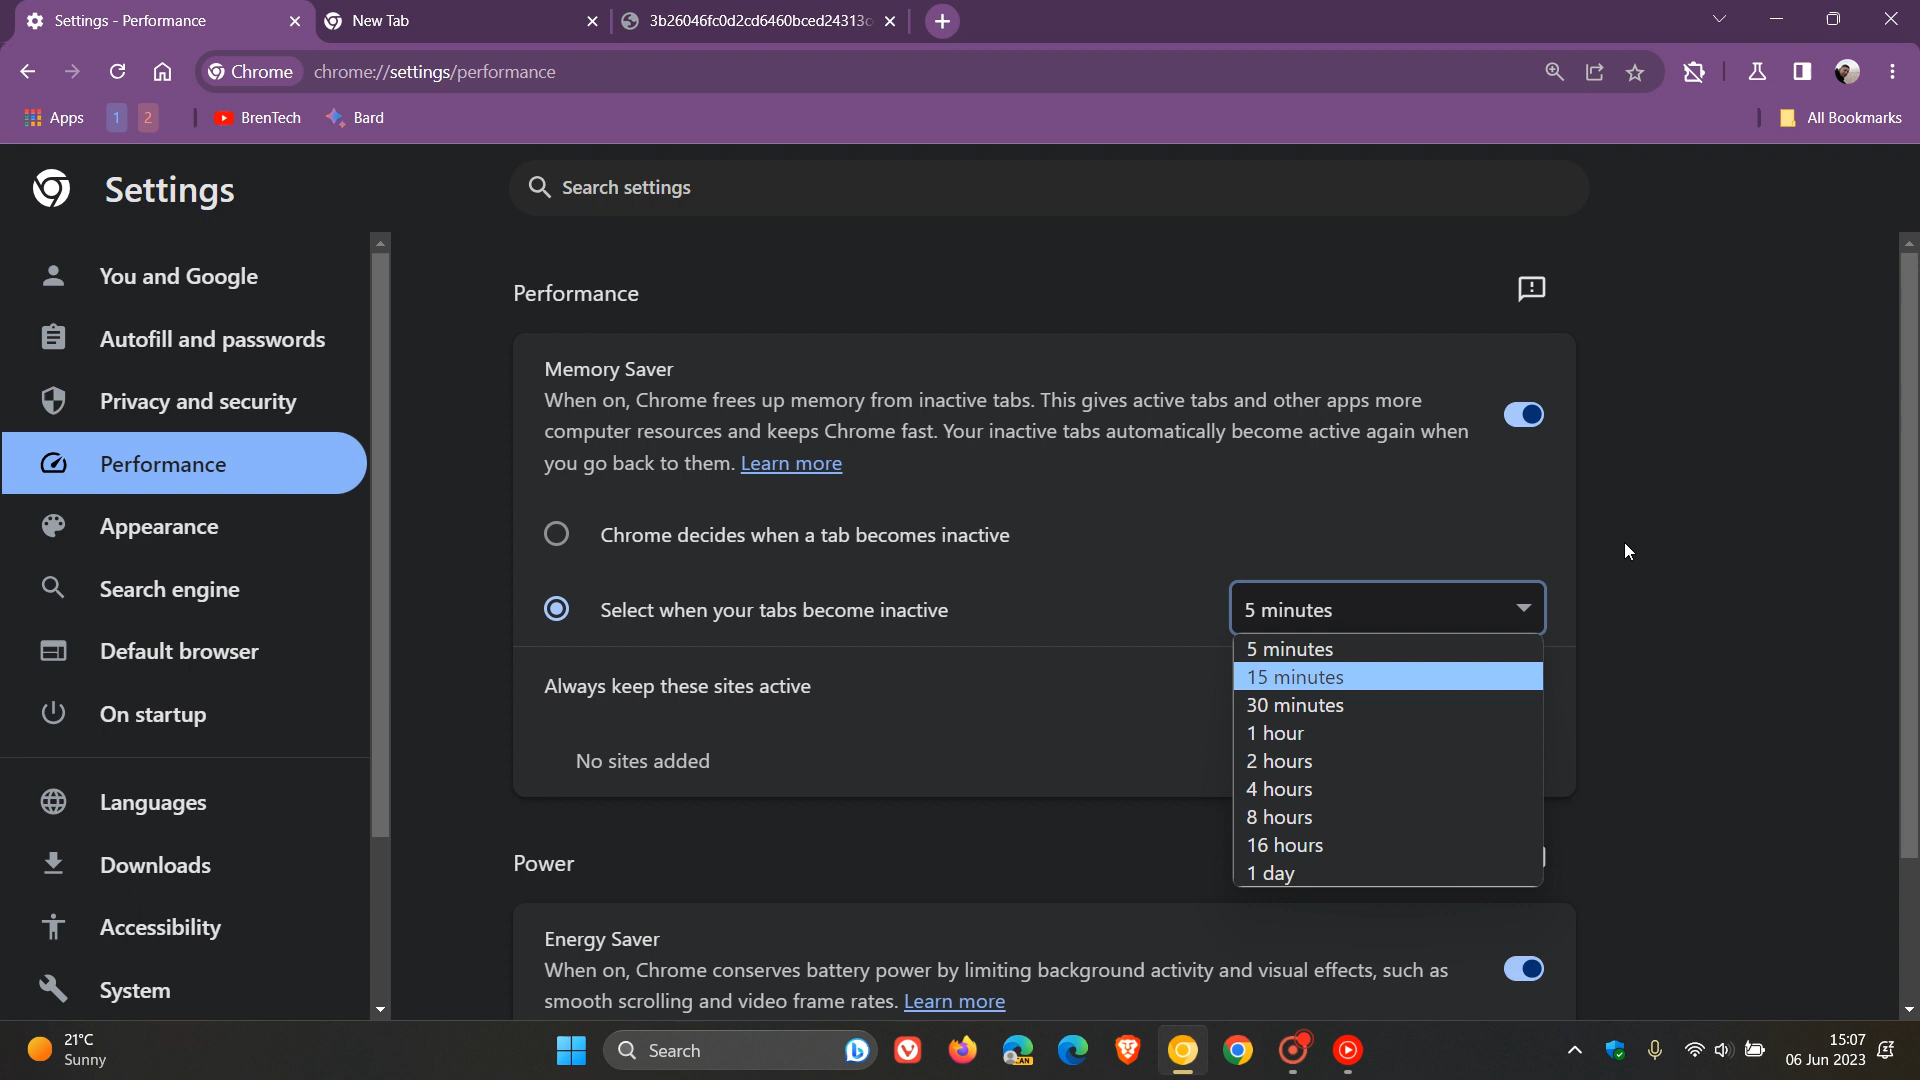 Settings - Performance
New Tab
3b26046fc0d2cd6460bced24313c
Chrome
chrome://settings/performance
Apps
1
2
BrenTech
Bard
All Bookmarks
Settings
Search settings
You and Google
Autofill and passwords
Privacy and security
Performance
Appearance
Search engine
Default browser
On startup
Languages
Downloads
Accessibility
System
Performance
Memory Saver
When on, Chrome frees up memory from inactive tabs. This gives active tabs and other apps more
computer resources and keeps Chrome fast. Your inactive tabs automatically become active again when
you go back to them. Learn more
Chrome decides when a tab becomes inactive
Select when your tabs become inactive
5 minutes
5 minutes
15 minutes
30 minutes
1 hour
2 hours
4 hours
8 hours
16 hours
1 day
Always keep these sites active
No sites added
Power
Energy Saver
When on, Chrome conserves battery power by limiting background activity and visual effects, such as
smooth scrolling and video frame rates. Learn more
21°C
Sunny
Search
CAN
15:07
06 Jun 2023